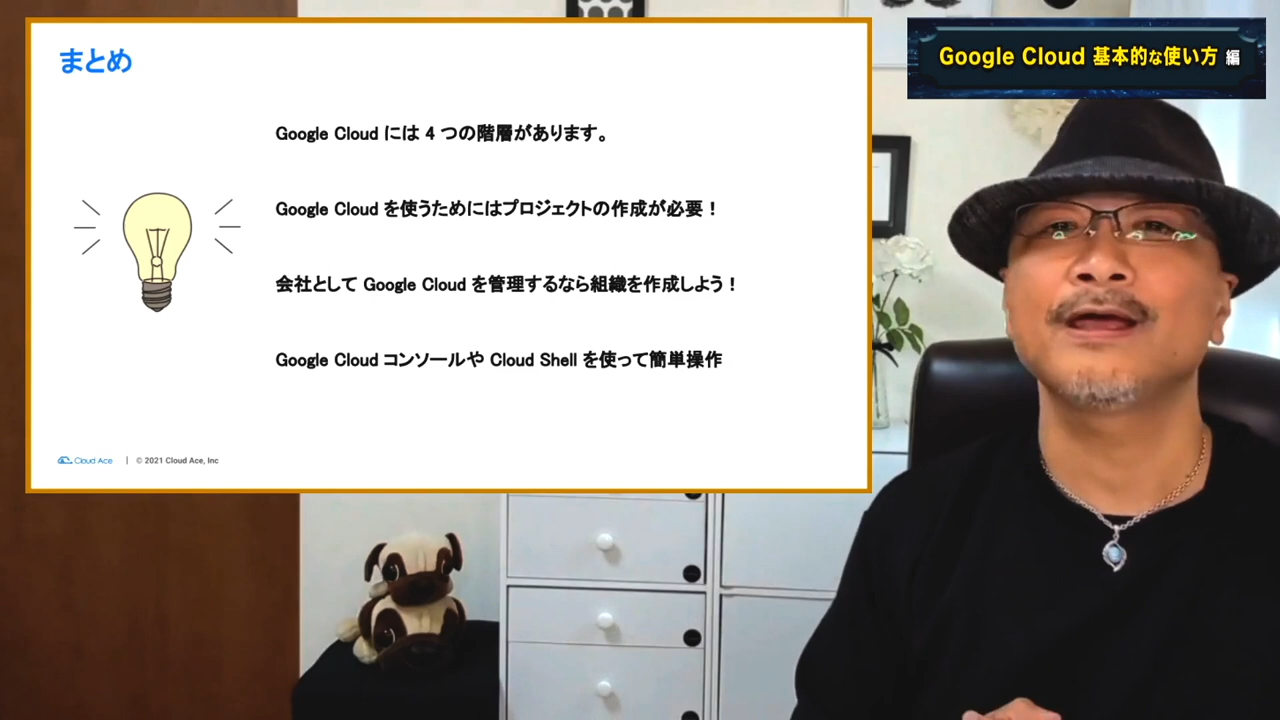 まとめ
Google Cloud には 4 つの階層があります。
Google Cloud を使うためにはプロジェクトの作成が必要！
会社として Google Cloud を管理するなら組織を作成しよう！
Google Cloud コンソールや Cloud Shell を使って簡単操作
Cloud Ace | © 2021 Cloud Ace, Inc
Google Cloud 基本的な使い方 編